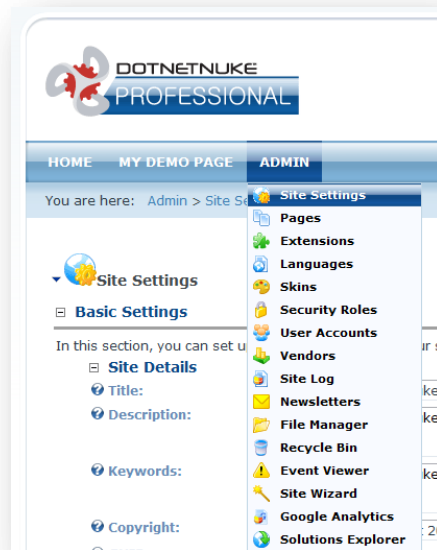 DOTNETNUKE
PROFESSIONAL
HOME MY DEMO PAGE ADMIN
You are here: Admin > Site Se
Site Settings
Pages
Extensions
Languages
Skins
Security Roles
User Accounts
Vendors
Site Log
Newsletters
File Manager
Recycle Bin
Event Viewer
Site Wizard
Google Analytics
Solutions Explorer
Site Settings
Basic Settings
In this section, you can set u
Site Details
Title:
Description:
Keywords:
Copyright: